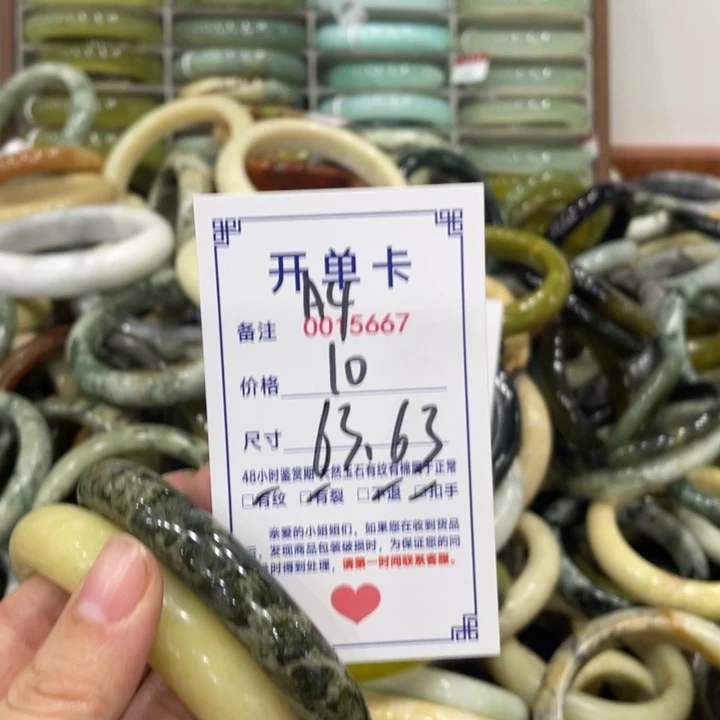 开单卡
A4
备注 0015667
价格 10
尺寸 63.63
48小时鉴赏期 天然玉石有纹有棉属于正常
□有纹 □有裂 □不退 □扣手
亲爱的小姐姐们，如果您在收到货品
，发现商品包装破损时，为保证您的问
时得到处理，请第一时间联系客服。